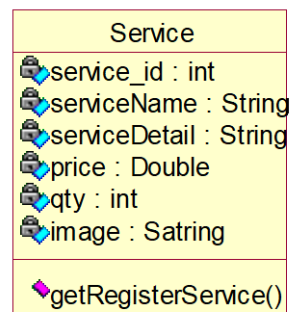 Service
service_id : int
serviceName : String
serviceDetail : String
price : Double
qty : int
image : Satring
getRegisterService()